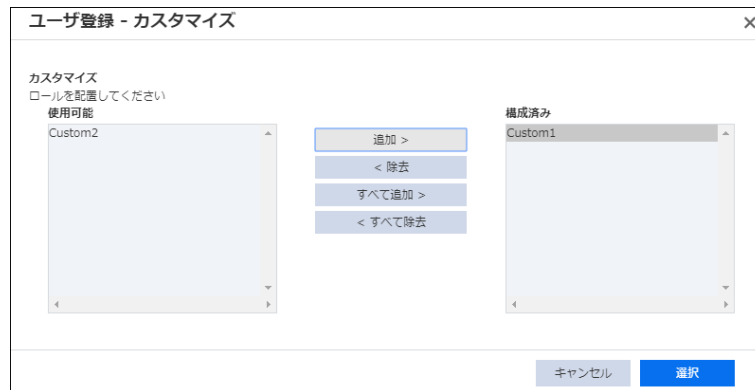 ユーザ登録 - カスタマイズ
×
カスタマイズ
ロールを配置してください
使用可能
構成済み
Custom2
追加 >
Custom1
< 除去
すべて追加 >
< すべて除去
キャンセル
選択